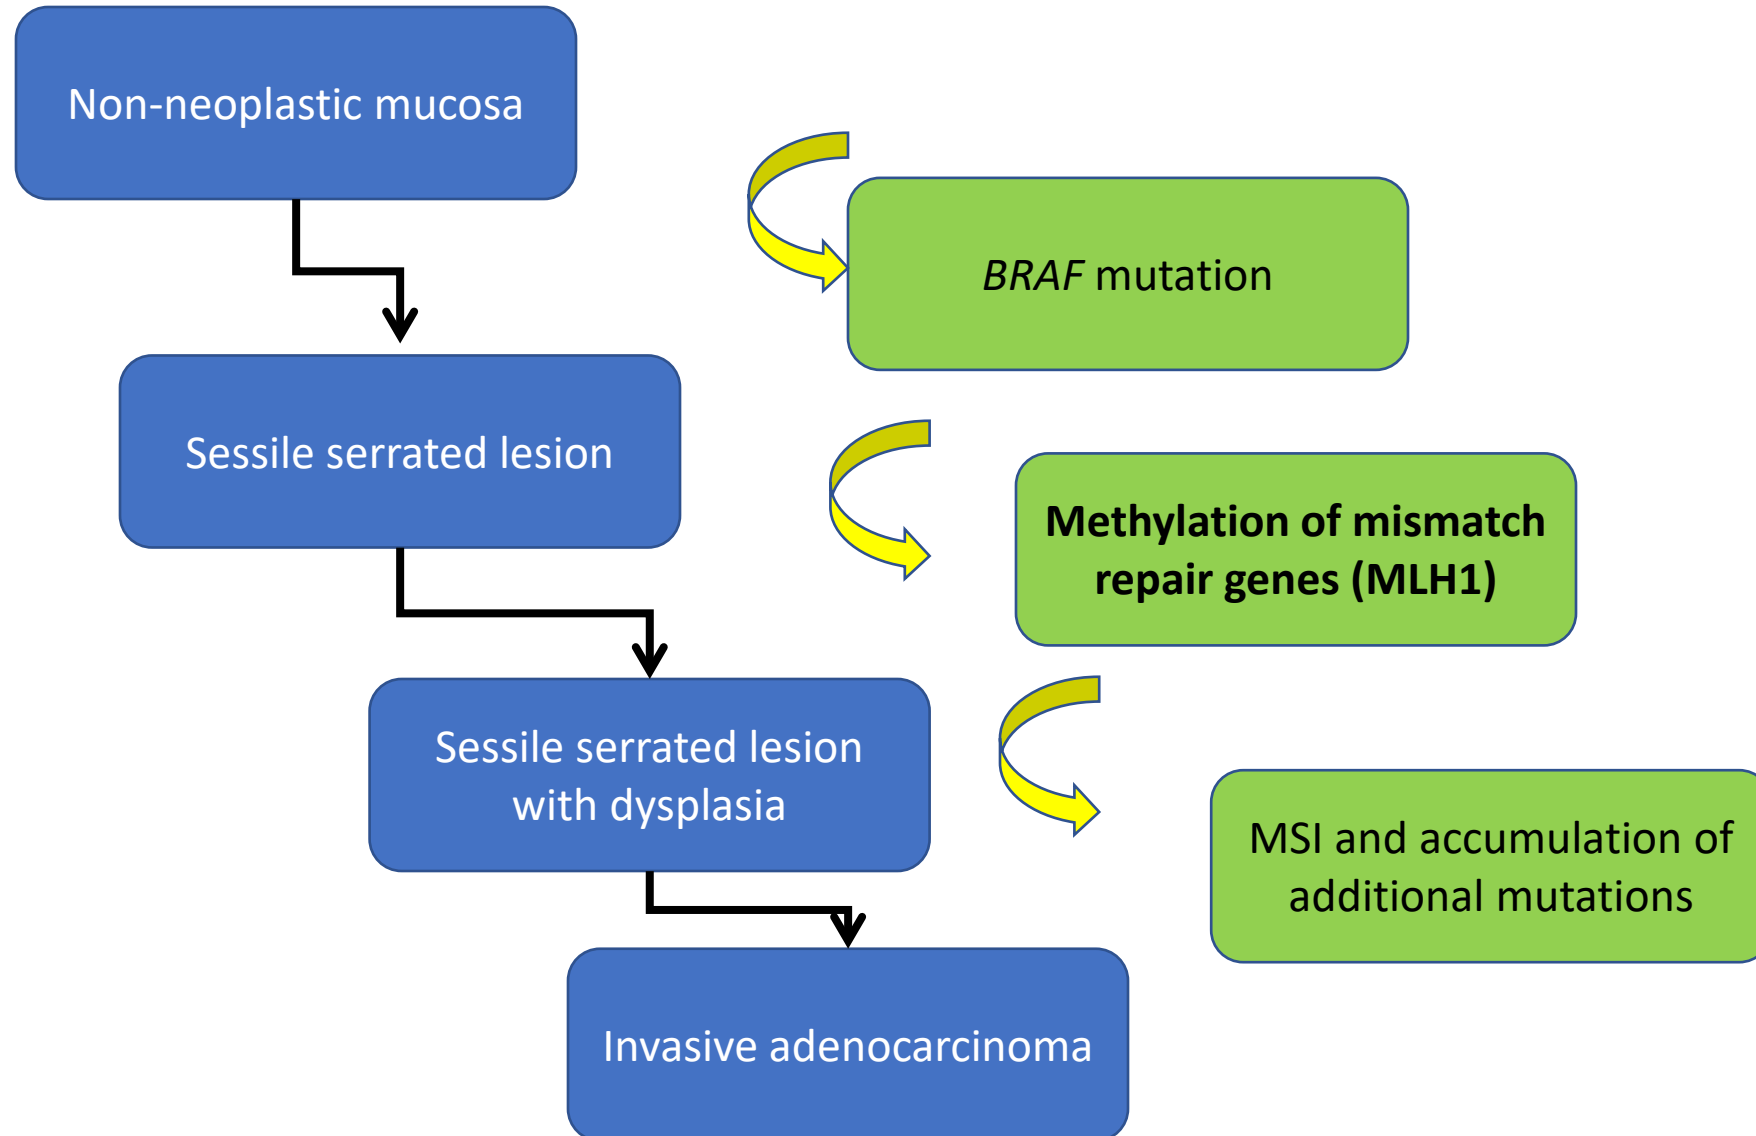 Non-neoplastic mucosa
BRAF mutation
Sessile serrated lesion
Methylation of mismatch
repair genes (MLH1)
Sessile serrated lesion
with dysplasia
MSI and accumulation of
additional mutations
Invasive adenocarcinoma